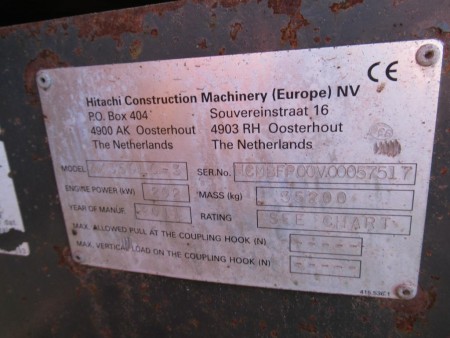 CE
Hitachi Construction Machinery (Europe) NV
P.O. Box 404 Souvereinstraat 16
4900 AK Oosterhout 4903 RH Oosterhout
The Netherlands The Netherlands
MODEL SER.No.
ENGINE POWER (kW) 202 MASS (kg) 35200
YEAR OF MANUF. RATING SEE CHART
MAX. ALLOWED PULL AT THE COUPLING HOOK (N) -----
MAX. VERTICAL LOAD ON THE COUPLING HOOK (N) -----